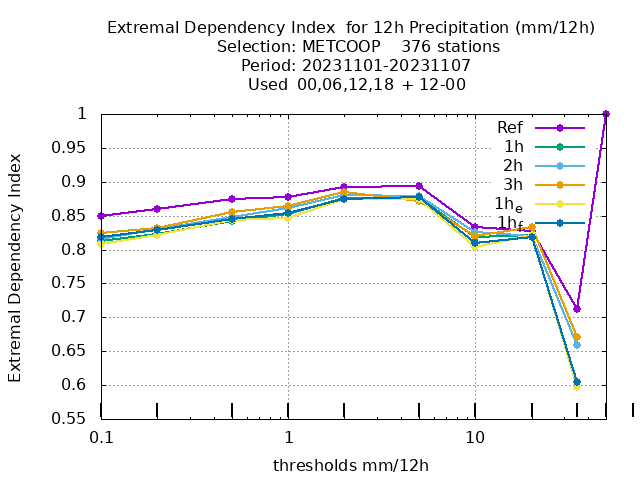 Extremal Dependency Index  for 12h Precipitation (mm/12h)
Selection: METCOOP    376 stations
Period: 20231101-20231107
Used  00,06,12,18  + 12-00
Extremal Dependency Index
1
0.95
0.9
0.85
0.8
0.75
0.7
0.65
0.6
0.55
Ref
1h
2h
3h
1h_e
1h_f
0.1 1 10
thresholds mm/12h